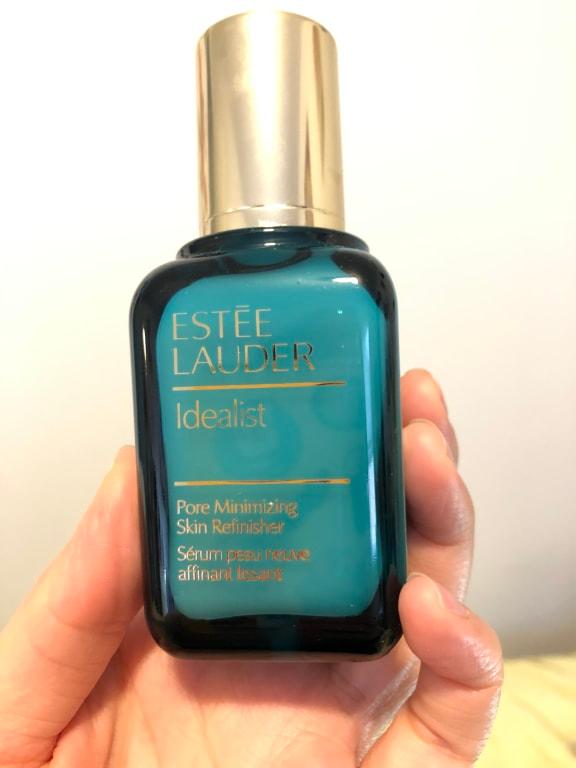 ESTĒE
LAUDER
Idealist
Pore Minimizing
Skin Refinisher
Sérum peau neuve
affinant lissant